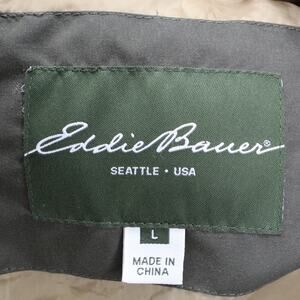 Eddie Bauer
SEATTLE • USA
L
MADE IN
CHINA